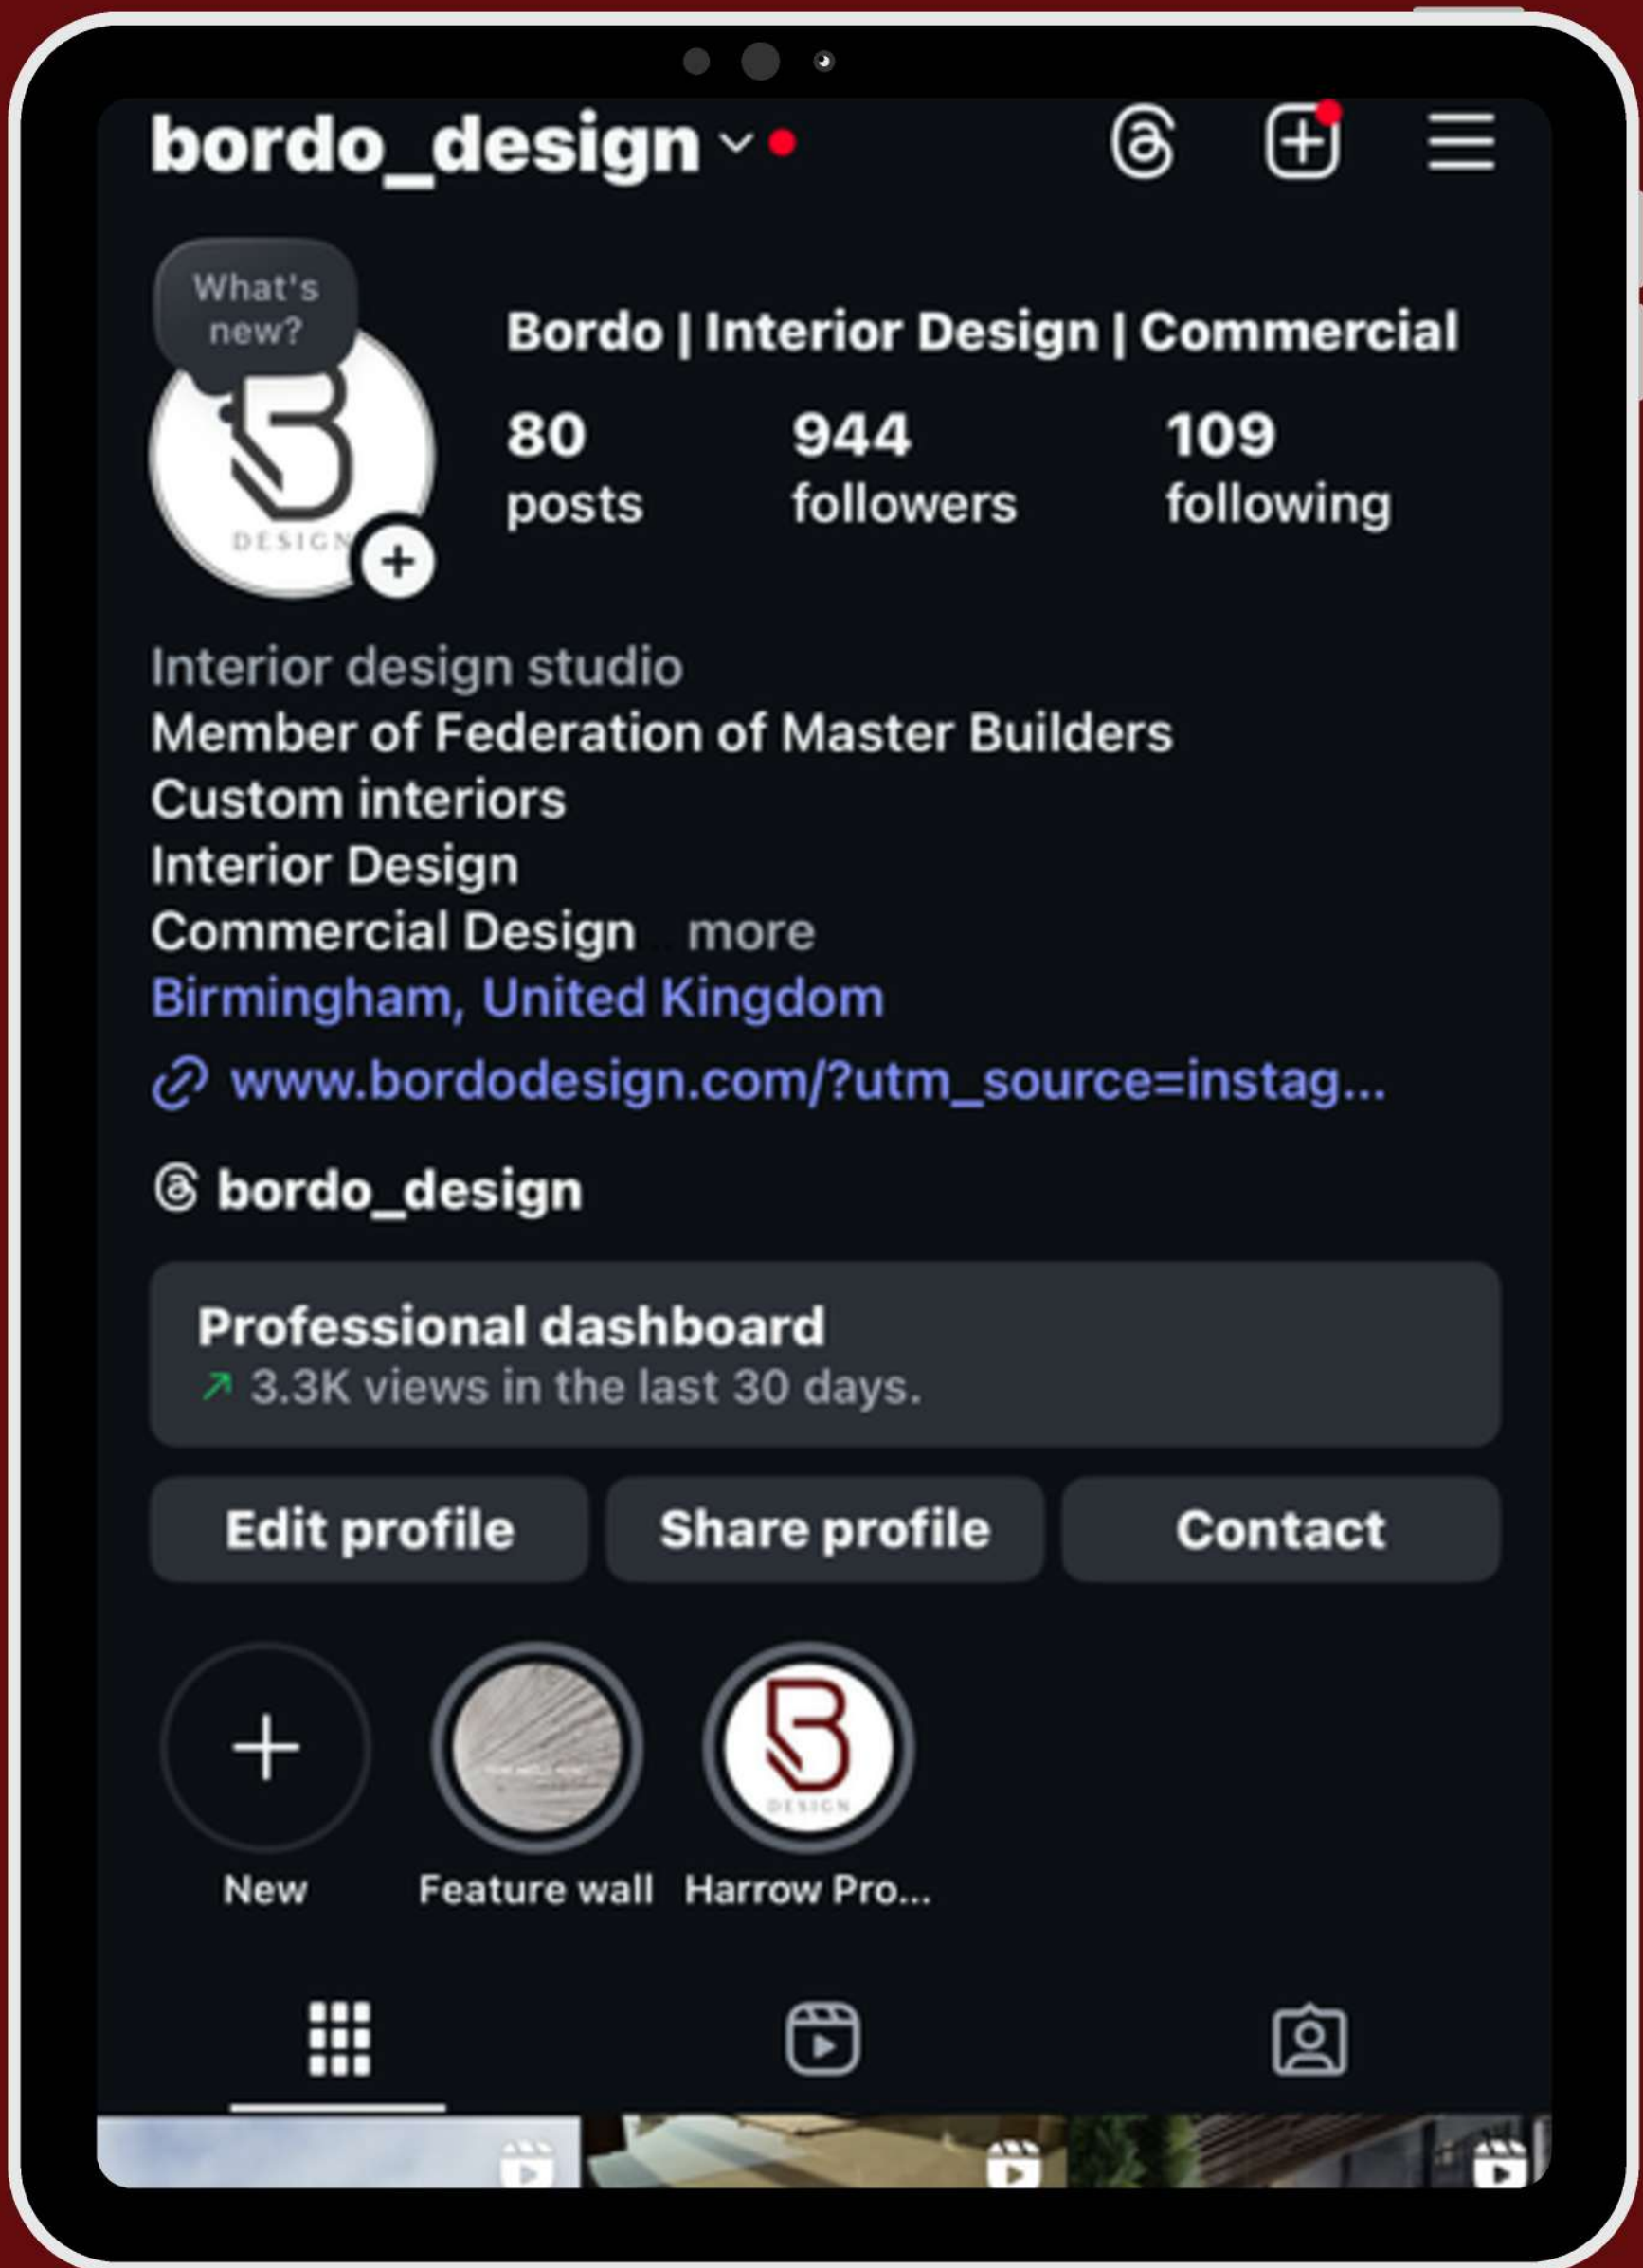 bordo_design
What's
new?
Bordo | Interior Design | Commercial
80
posts
944
followers
109
following
DESIGN
Interior design studio
Member of Federation of Master Builders
Custom interiors
Interior Design
Commercial Design .. more
Birmingham, United Kingdom
www.bordodesign.com/?utm_source=instag...
bordo_design
Professional dashboard
3.3K views in the last 30 days.
Edit profile
Share profile
Contact
DESIGN
New
Feature wall
Harrow Pro...